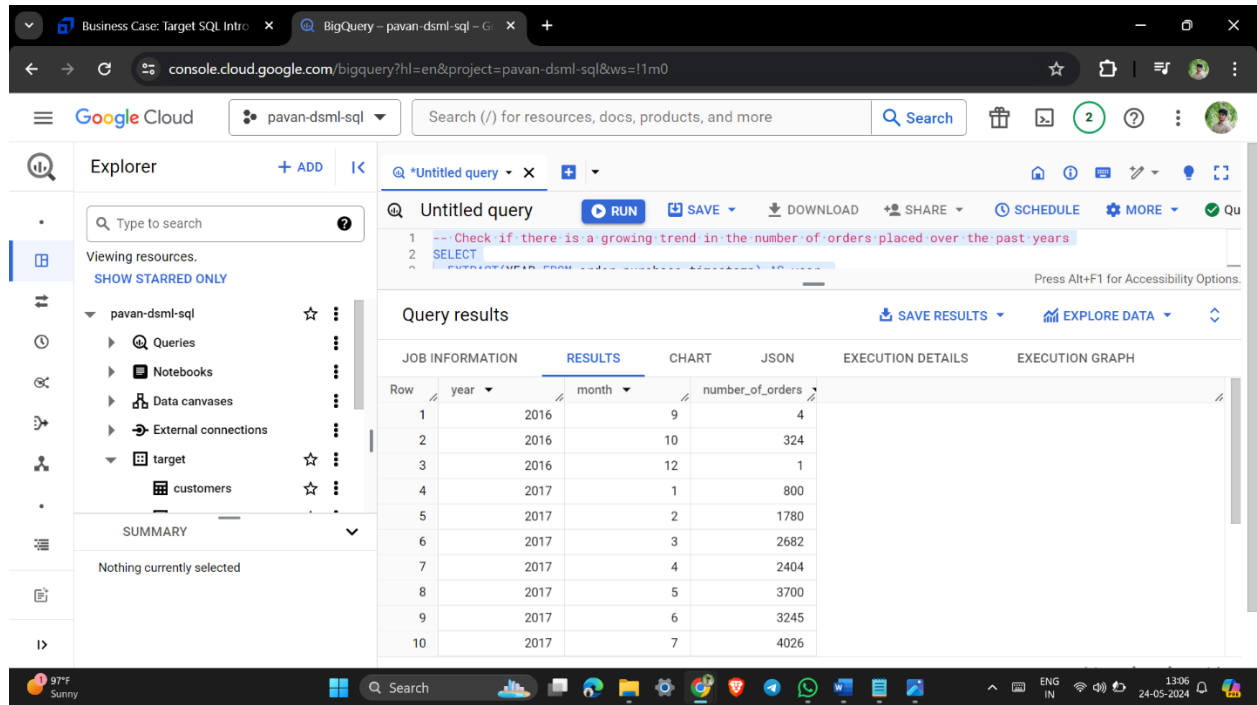 Business Case: Target SQL Intro
BigQuery – pavan-dsml-sql – G
console.cloud.google.com/bigquery?hl=en&project=pavan-dsml-sql&ws=!1m0
Google Cloud
pavan-dsml-sql
Search (/) for resources, docs, products, and more
Search
2
Explorer
+ ADD
*Untitled query
Type to search
Untitled query
RUN
SAVE
DOWNLOAD
SHARE
SCHEDULE
MORE
Qu
1 -- Check if there is a growing trend in the number of orders placed over the past years
2 SELECT
EXTRACT(YEAR FROM order_purchase_timestamp) AS year
Press Alt+F1 for Accessibility Options.
Viewing resources.
SHOW STARRED ONLY
pavan-dsml-sql
Queries
Notebooks
Data canvases
External connections
target
customers
SUMMARY
Nothing currently selected
Query results
SAVE RESULTS
EXPLORE DATA
JOB INFORMATION RESULTS CHART JSON EXECUTION DETAILS EXECUTION GRAPH
Row year month number_of_orders
1 2016 9 4
2 2016 10 324
3 2016 12 1
4 2017 1 800
5 2017 2 1780
6 2017 3 2682
7 2017 4 2404
8 2017 5 3700
9 2017 6 3245
10 2017 7 4026
1
97°F
Sunny
Search
ENG
IN
13:06
24-05-2024